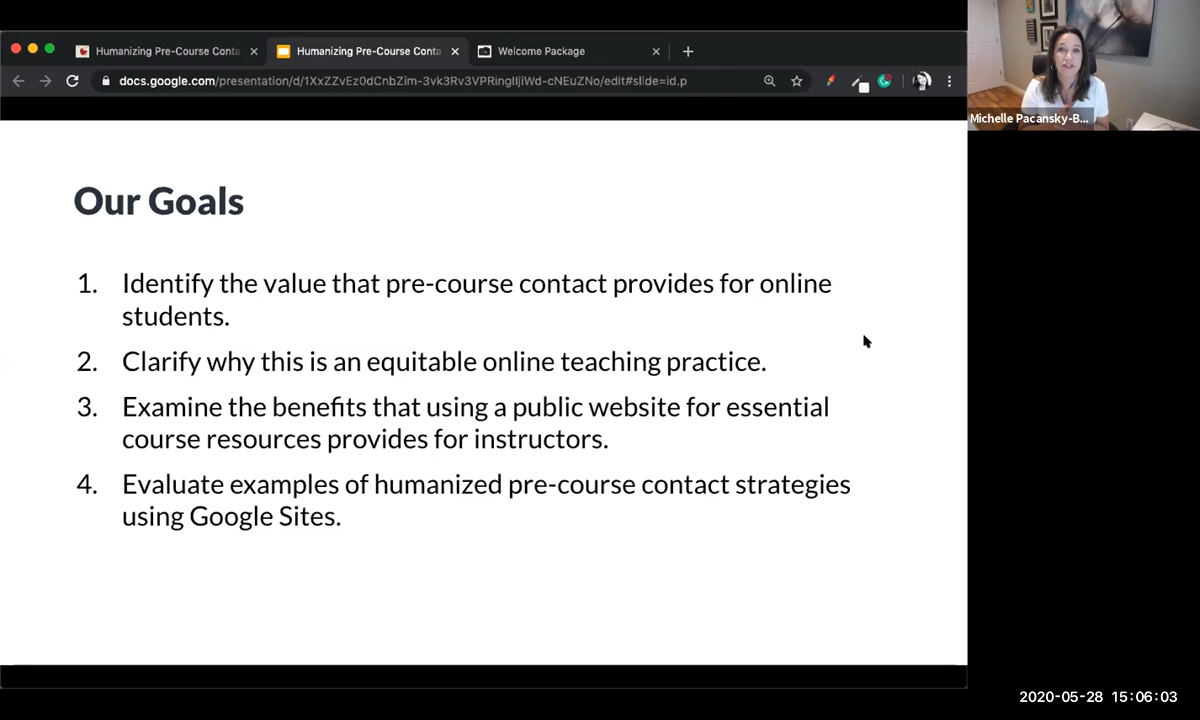 Humanizing Pre-Course Conta
Humanizing Pre-Course Conta
Welcome Package
docs.google.com/presentation/d/1XxZZvEz0dCnbZim-3vk3Rv3VPRingIIjiWd-cNEuZNo/edit#slide=id.p
Michelle Pacansky-B...
Our Goals
1. Identify the value that pre-course contact provides for online
students.
2. Clarify why this is an equitable online teaching practice.
3. Examine the benefits that using a public website for essential
course resources provides for instructors.
4. Evaluate examples of humanized pre-course contact strategies
using Google Sites.
2020-05-28 15:06:03